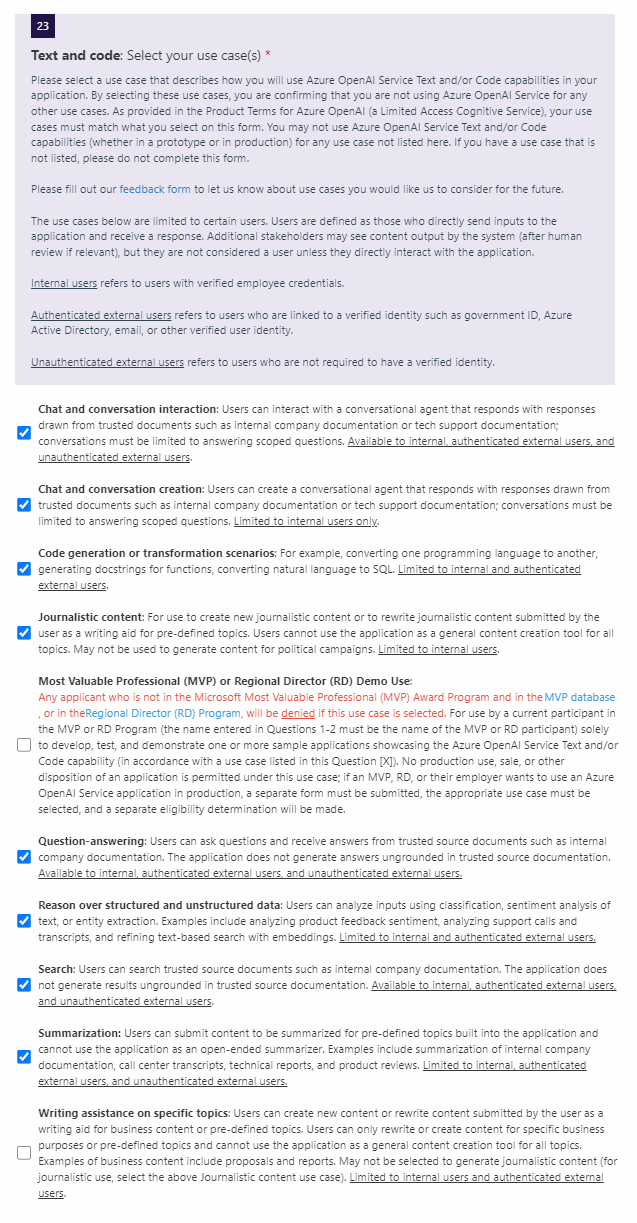 23
Text and code: Select your use case(s) *
Please select a use case that describes how you will use Azure OpenAI Service Text and/or Code capabilities in your
application. By selecting these use cases, you are confirming that you are not using Azure OpenAI Service for any
other use cases. As provided in the Product Terms for Azure OpenAI (a Limited Access Cognitive Service), your use
cases must match what you select on this form. You may not use Azure OpenAI Service Text and/or Code
capabilities (whether in a prototype or in production) for any use case not listed here. If you have a use case that is
not listed, please do not complete this form.
Please fill out our feedback form to let us know about use cases you would like us to consider for the future.
The use cases below are limited to certain users. Users are defined as those who directly send inputs to the
application and receive a response. Additional stakeholders may see content output by the system (after human
review if relevant), but they are not considered a user unless they directly interact with the application.
Internal users refers to users with verified employee credentials.
Authenticated external users refers to users who are linked to a verified identity such as government ID, Azure
Active Directory, email, or other verified user identity.
Unauthenticated external users refers to users who are not required to have a verified identity.
Chat and conversation interaction: Users can interact with a conversational agent that responds with responses
drawn from trusted documents such as internal company documentation or tech support documentation;
conversations must be limited to answering scoped questions. Available to internal, authenticated external users, and
unauthenticated external users.
Chat and conversation creation: Users can create a conversational agent that responds with responses drawn from
trusted documents such as internal company documentation or tech support documentation; conversations must be
limited to answering scoped questions. Limited to internal users only.
Code generation or transformation scenarios: For example, converting one programming language to another,
generating docstrings for functions, converting natural language to SQL. Limited to internal and authenticated
external users.
Journalistic content: For use to create new journalistic content or to rewrite journalistic content submitted by the
user as a writing aid for pre-defined topics. Users cannot use the application as a general content creation tool for all
topics. May not be used to generate content for political campaigns. Limited to internal users.
Most Valuable Professional (MVP) or Regional Director (RD) Demo Use:
Any applicant who is not in the Microsoft Most Valuable Professional (MVP) Award Program and in the MVP database
, or in theRegional Director (RD) Program, will be denied if this use case is selected. For use by a current participant in
the MVP or RD Program (the name entered in Questions 1-2 must be the name of the MVP or RD participant) solely
to develop, test, and demonstrate one or more sample applications showcasing the Azure OpenAI Service Text and/or
Code capability (in accordance with a use case listed in this Question [X]). No production use, sale, or other
disposition of an application is permitted under this use case; if an MVP, RD, or their employer wants to use an Azure
OpenAI Service application in production, a separate form must be submitted, the appropriate use case must be
selected, and a separate eligibility determination will be made.
Question-answering: Users can ask questions and receive answers from trusted source documents such as internal
company documentation. The application does not generate answers ungrounded in trusted source documentation.
Available to internal, authenticated external users, and unauthenticated external users.
Reason over structured and unstructured data: Users can analyze inputs using classification, sentiment analysis of
text, or entity extraction. Examples include analyzing product feedback sentiment, analyzing support calls and
transcripts, and refining text-based search with embeddings. Limited to internal and authenticated external users.
Search: Users can search trusted source documents such as internal company documentation. The application does
not generate results ungrounded in trusted source documentation. Available to internal, authenticated external users,
and unauthenticated external users.
Summarization: Users can submit content to be summarized for pre-defined topics built into the application and
cannot use the application as an open-ended summarizer. Examples include summarization of internal company
documentation, call center transcripts, technical reports, and product reviews. Limited to internal, authenticated
external users, and unauthenticated external users.
Writing assistance on specific topics: Users can create new content or rewrite content submitted by the user as a
writing aid for business content or pre-defined topics. Users can only rewrite or create content for specific business
purposes or pre-defined topics and cannot use the application as a general content creation tool for all topics.
Examples of business content include proposals and reports. May not be selected to generate journalistic content (for
journalistic use, select the above Journalistic content use case). Limited to internal users and authenticated external
users.